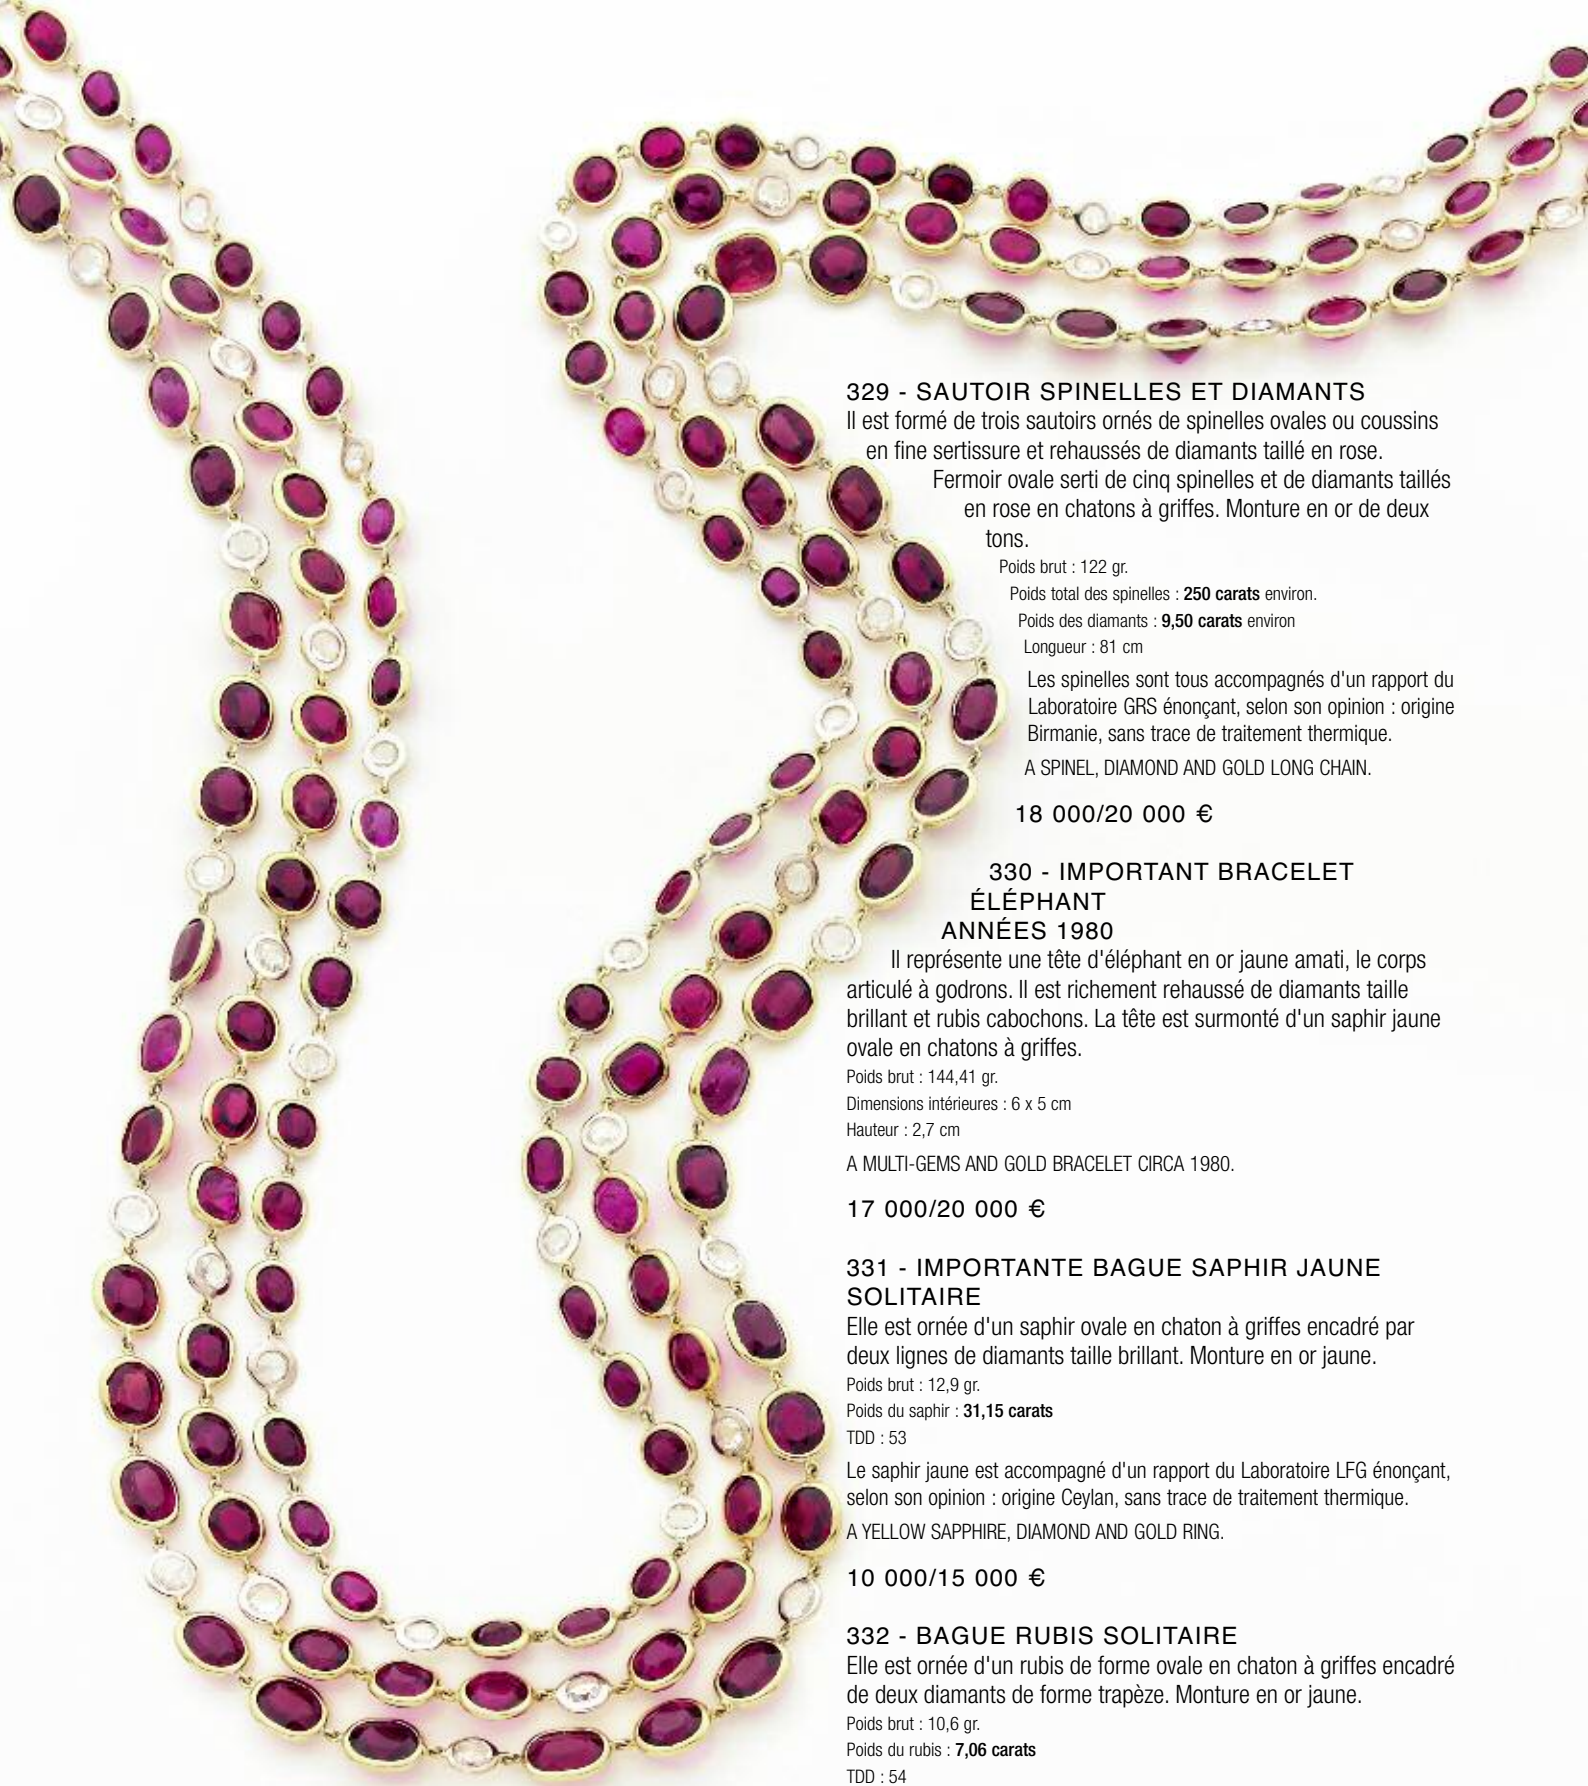 329 - SAUTOIR SPINELLES ET DIAMANTS
Il est formé de trois sautoirs ornés de spinelles ovales ou coussins
en fine sertissure et rehaussés de diamants taillé en rose.
Fermoir ovale serti de cinq spinelles et de diamants taillés
en rose en chatons à griffes. Monture en or de deux
tons.
Poids brut : 122 gr.
Poids total des spinelles : 250 carats environ.
Poids des diamants : 9,50 carats environ
Longueur : 81 cm
Les spinelles sont tous accompagnés d'un rapport du
Laboratoire GRS énonçant, selon son opinion : origine
Birmanie, sans trace de traitement thermique.
A SPINEL, DIAMOND AND GOLD LONG CHAIN.
18 000/20 000 €
330 - IMPORTANT BRACELET
ÉLÉPHANT
ANNÉES 1980
Il représente une tête d'éléphant en or jaune amati, le corps
articulé à godrons. Il est richement rehaussé de diamants taille
brillant et rubis cabochons. La tête est surmonté d'un saphir jaune
ovale en chatons à griffes.
Poids brut : 144,41 gr.
Dimensions intérieures : 6 x 5 cm
Hauteur : 2,7 cm
A MULTI-GEMS AND GOLD BRACELET CIRCA 1980.
17 000/20 000 €
331 - IMPORTANTE BAGUE SAPHIR JAUNE
SOLITAIRE
Elle est ornée d'un saphir ovale en chaton à griffes encadré par
deux lignes de diamants taille brillant. Monture en or jaune.
Poids brut : 12,9 gr.
Poids du saphir : 31,15 carats
TDD : 53
Le saphir jaune est accompagné d'un rapport du Laboratoire LFG énonçant,
selon son opinion : origine Ceylan, sans trace de traitement thermique.
A YELLOW SAPPHIRE, DIAMOND AND GOLD RING.
10 000/15 000 €
332 - BAGUE RUBIS SOLITAIRE
Elle est ornée d'un rubis de forme ovale en chaton à griffes encadré
de deux diamants de forme trapèze. Monture en or jaune.
Poids brut : 10,6 gr.
Poids du rubis : 7,06 carats
TDD : 54